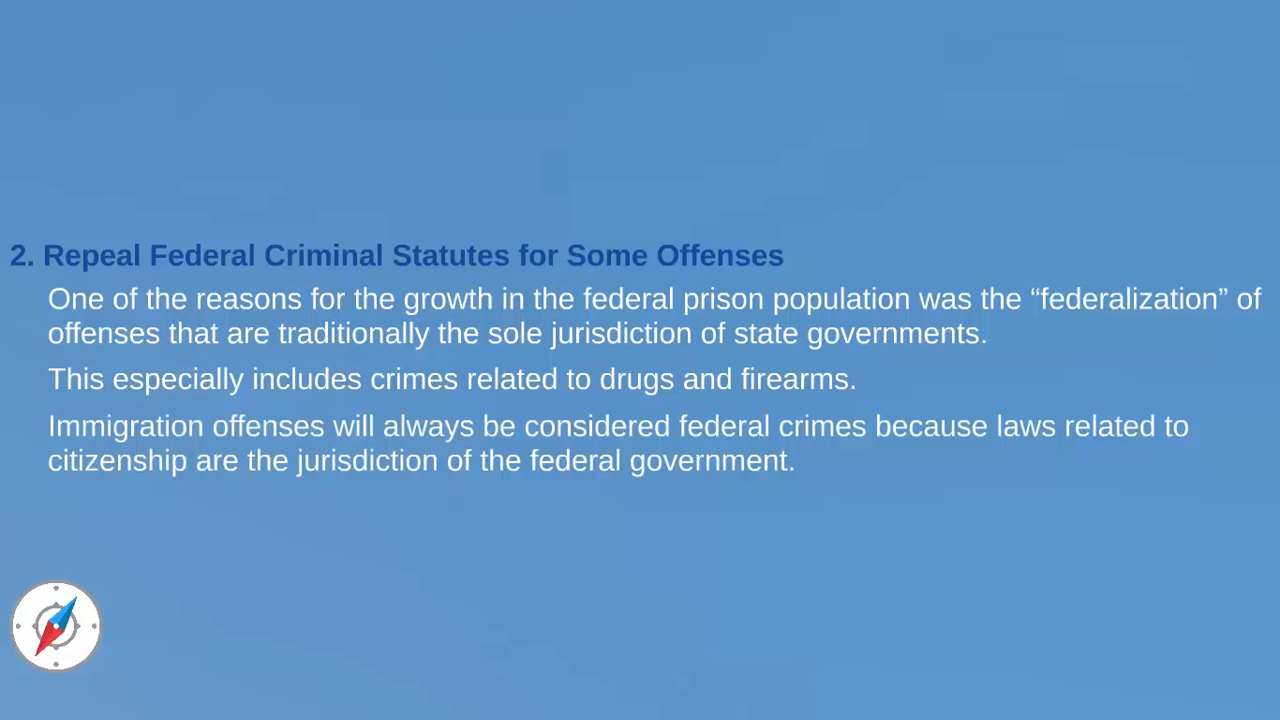 2. Repeal Federal Criminal Statutes for Some Offenses
One of the reasons for the growth in the federal prison population was the “federalization” of
offenses that are traditionally the sole jurisdiction of state governments.
This especially includes crimes related to drugs and firearms.
Immigration offenses will always be considered federal crimes because laws related to
citizenship are the jurisdiction of the federal government.